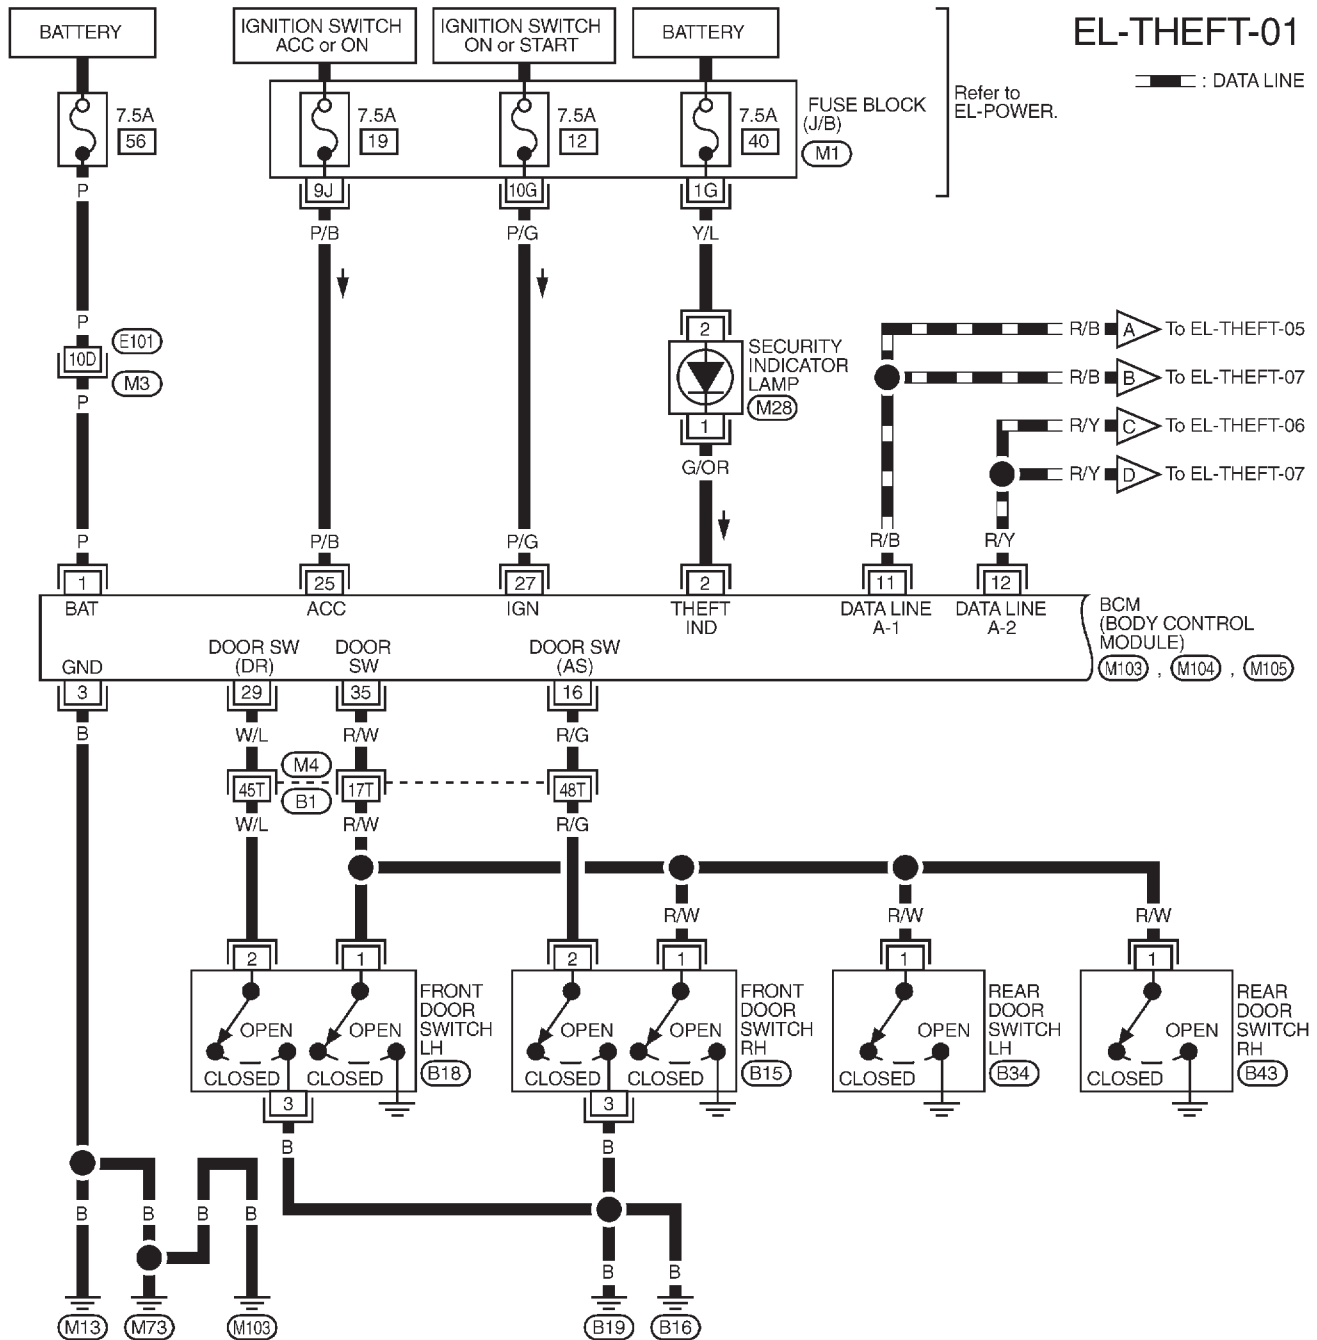 EL-THEFT-01
: DATA LINE
BATTERY
IGNITION SWITCH
ACC or ON
IGNITION SWITCH
ON or START
BATTERY
Refer to
EL-POWER.
7.5A
56
7.5A
19
7.5A
12
7.5A
40
FUSE BLOCK
(J/B)
M1
9J
10G
1G
P
P/B
P/G
Y/L
P
10D
E101
M3
P
2
SECURITY
INDICATOR
LAMP
M28
1
G/OR
R/B
A
To EL-THEFT-05
R/B
B
To EL-THEFT-07
R/Y
C
To EL-THEFT-06
R/Y
D
To EL-THEFT-07
P
P/B
P/G
R/B
R/Y
1
25
27
2
11
12
BAT
ACC
IGN
THEFT
IND
DATA LINE
A-1
DATA LINE
A-2
BCM
(BODY CONTROL
MODULE)
M103 , M104 , M105
GND
DOOR SW
(DR)
DOOR
SW
DOOR SW
(AS)
3
29
35
16
B
W/L
R/W
R/G
45T
M4
B1
17T
48T
W/L
R/W
R/G
R/W
R/W
R/W
2
1
2
1
1
1
OPEN
CLOSED
OPEN
CLOSED
FRONT
DOOR
SWITCH
LH
B18
OPEN
CLOSED
OPEN
CLOSED
FRONT
DOOR
SWITCH
RH
B15
OPEN
CLOSED
REAR
DOOR
SWITCH
LH
B34
OPEN
CLOSED
REAR
DOOR
SWITCH
RH
B43
3
3
B
B
B
B
B
B
B
B
M13
M73
M103
B19
B16